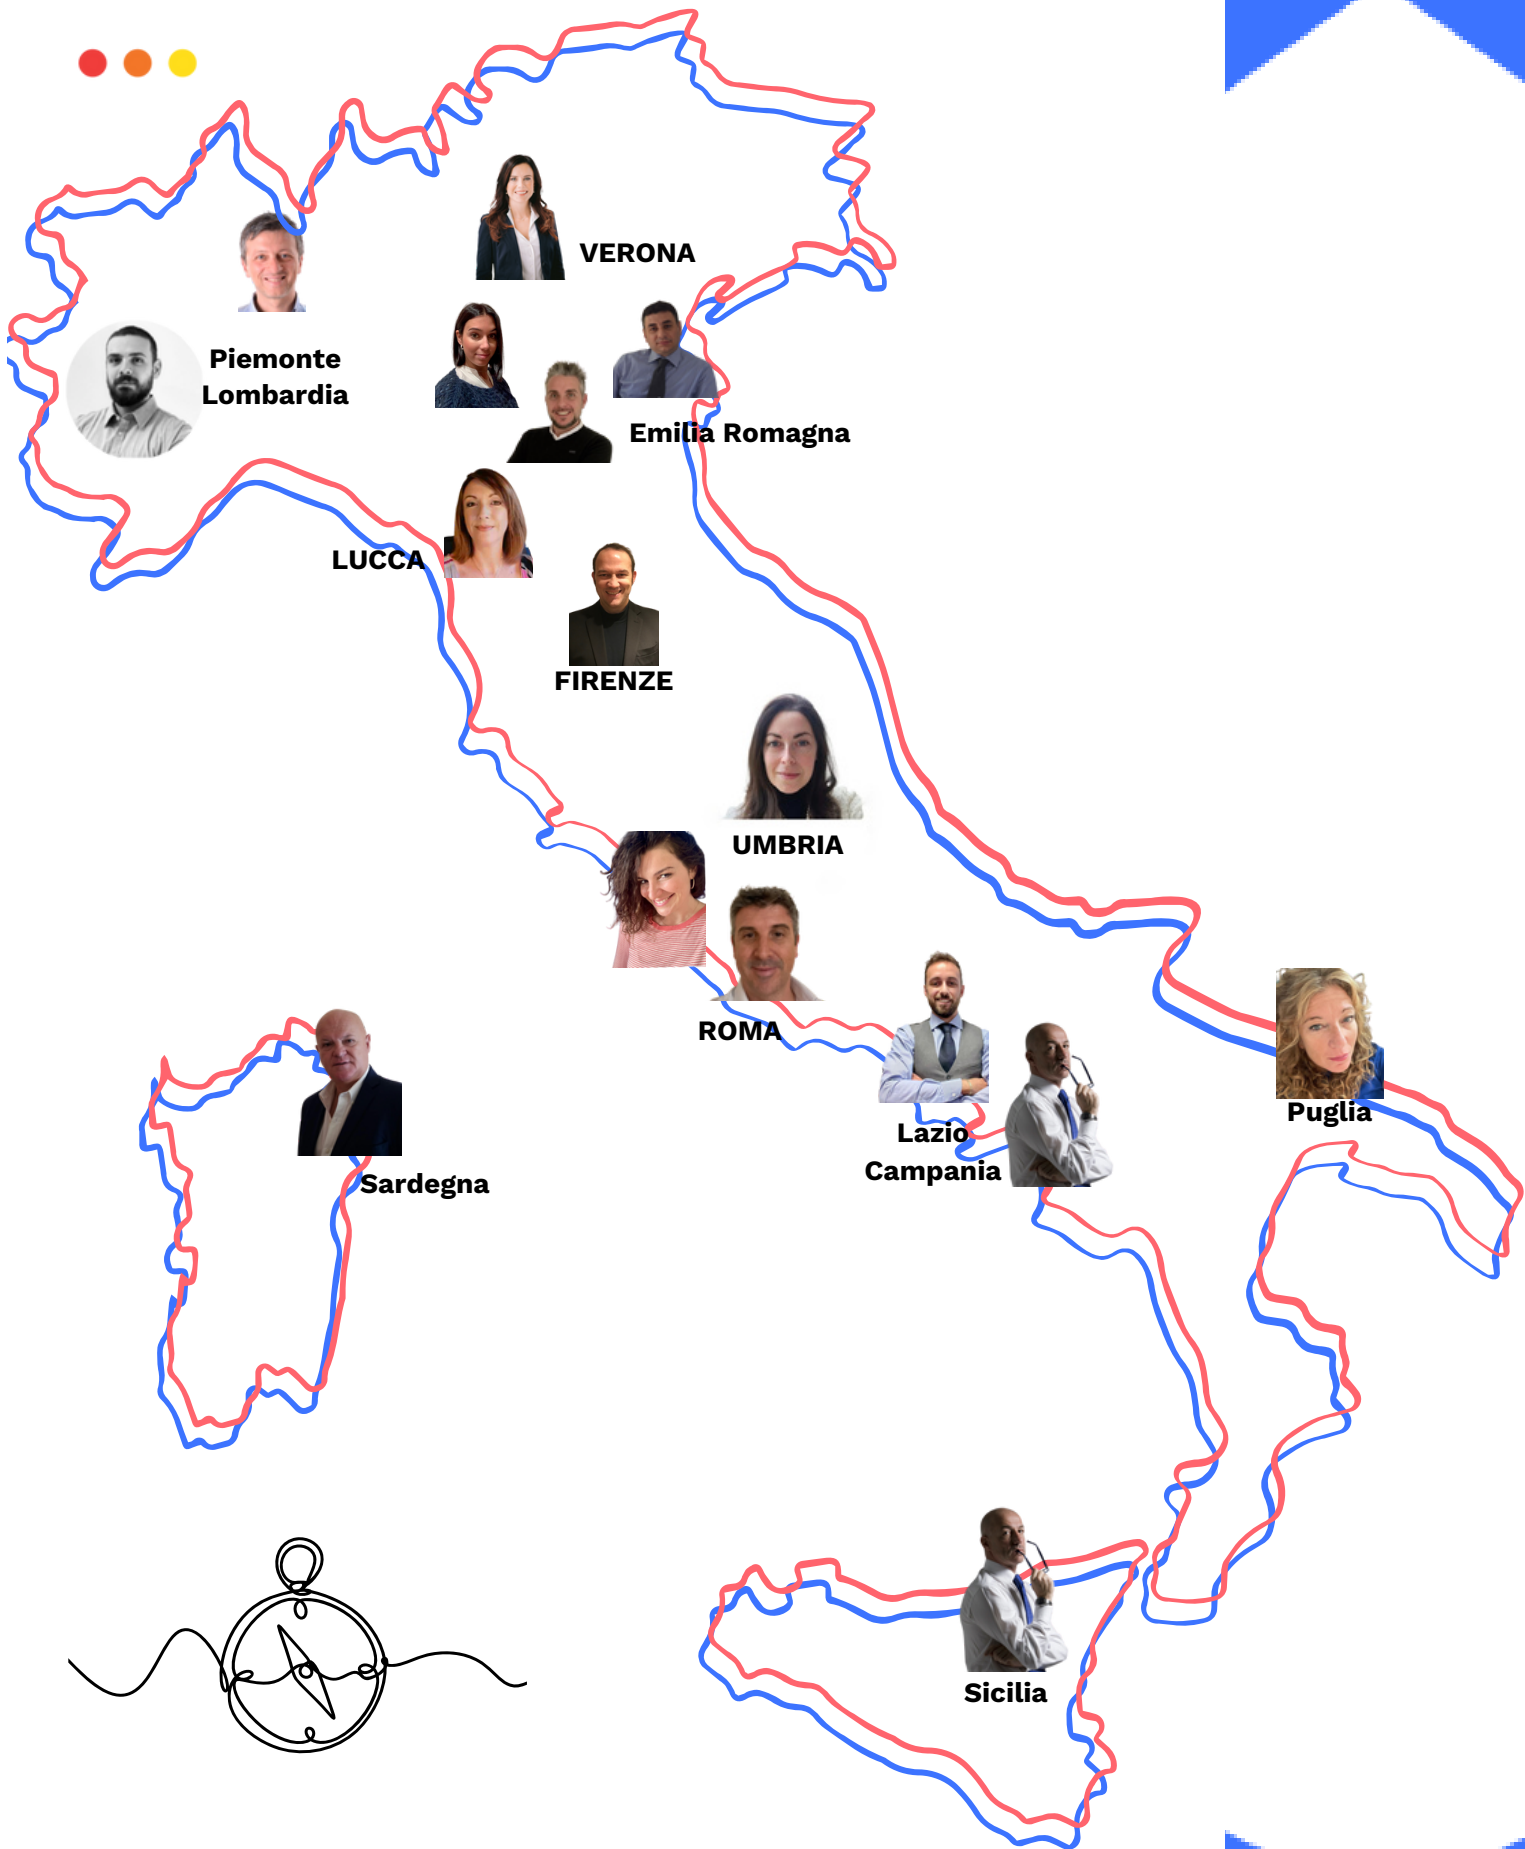 VERONA
Piemonte
Lombardia
Emilia Romagna
LUCCA
FIRENZE
UMBRIA
ROMA
Lazio
Campania
Puglia
Sardegna
Sicilia